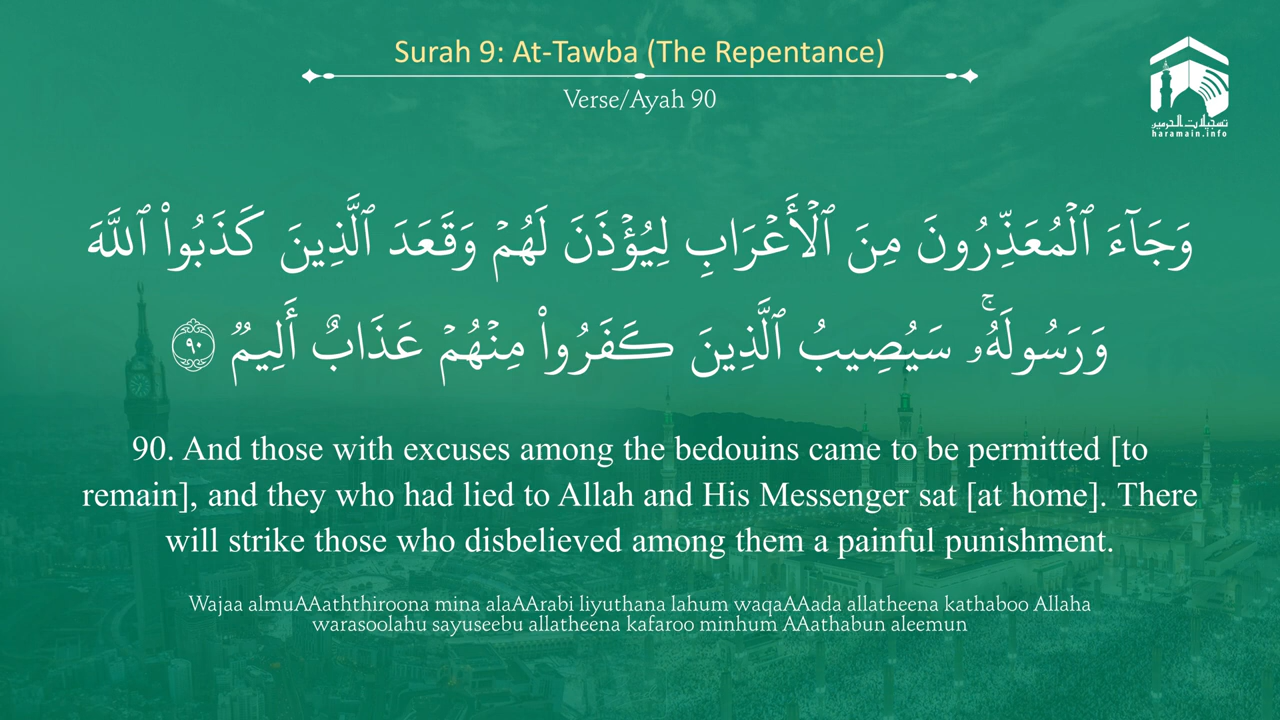 Surah 9: At-Tawba (The Repentance)
Verse/Ayah 90
تسجيلات الحرمين
haramain.info
وَجَآءَ ٱلْمُعَذِّرُونَ مِنَ ٱلْأَعْرَابِ لِيُؤْذَنَ لَهُمْ وَقَعَدَ ٱلَّذِينَ كَذَبُوا۟ ٱللَّهَ
وَرَسُولَهُۥ ۚ سَيُصِيبُ ٱلَّذِينَ كَفَرُوا۟ مِنْهُمْ عَذَابٌ أَلِيمٌ ٩٠
90. And those with excuses among the bedouins came to be permitted [to
remain], and they who had lied to Allah and His Messenger sat [at home]. There
will strike those who disbelieved among them a painful punishment.
Wajaa almuAAaththiroona mina alaAArabi liyuthana lahum waqaAAada allatheena kathaboo Allaha
warasoolahu sayuseebu allatheena kafaroo minhum AAathabun aleemun